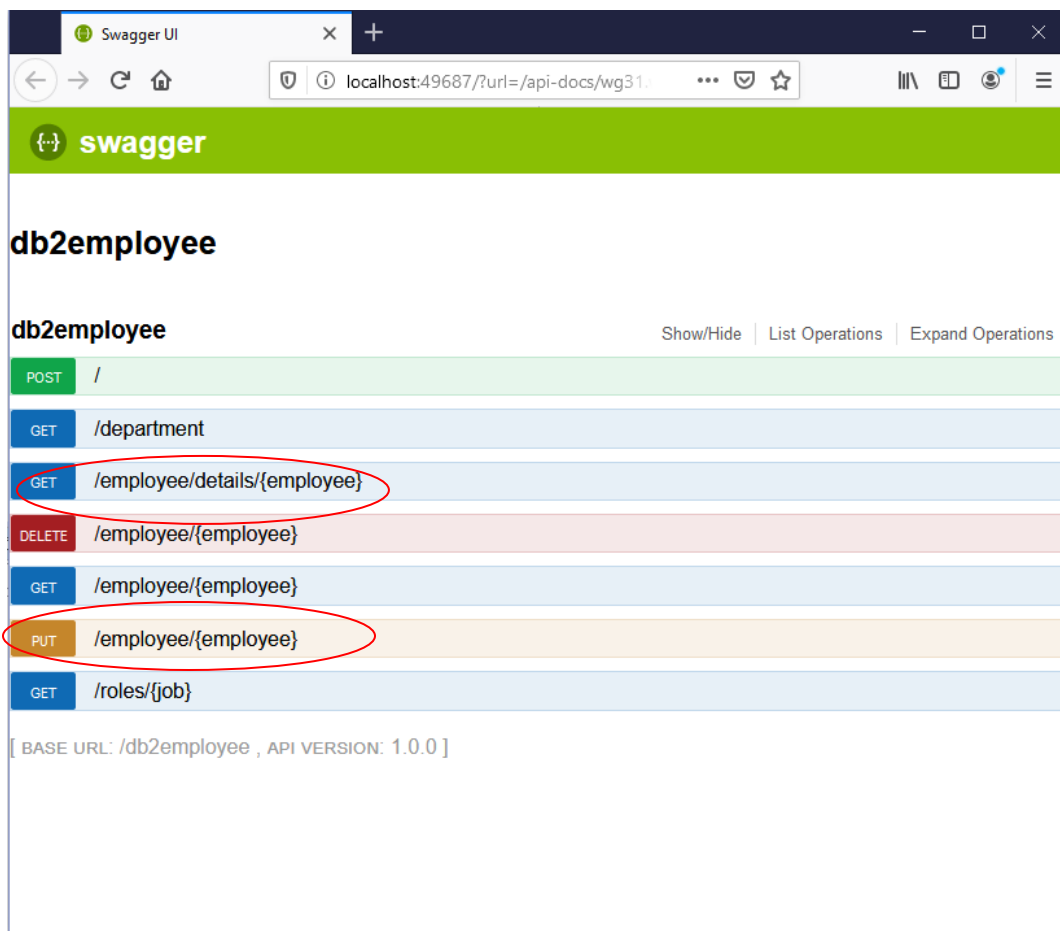 Swagger UI
localhost:49687/?url=/api-docs/wg31.
swagger
db2employee
db2employee Show/Hide List Operations Expand Operations
POST /
GET /department
GET /employee/details/{employee}
DELETE /employee/{employee}
GET /employee/{employee}
PUT /employee/{employee}
GET /roles/{job}
[ BASE URL: /db2employee , API VERSION: 1.0.0 ]